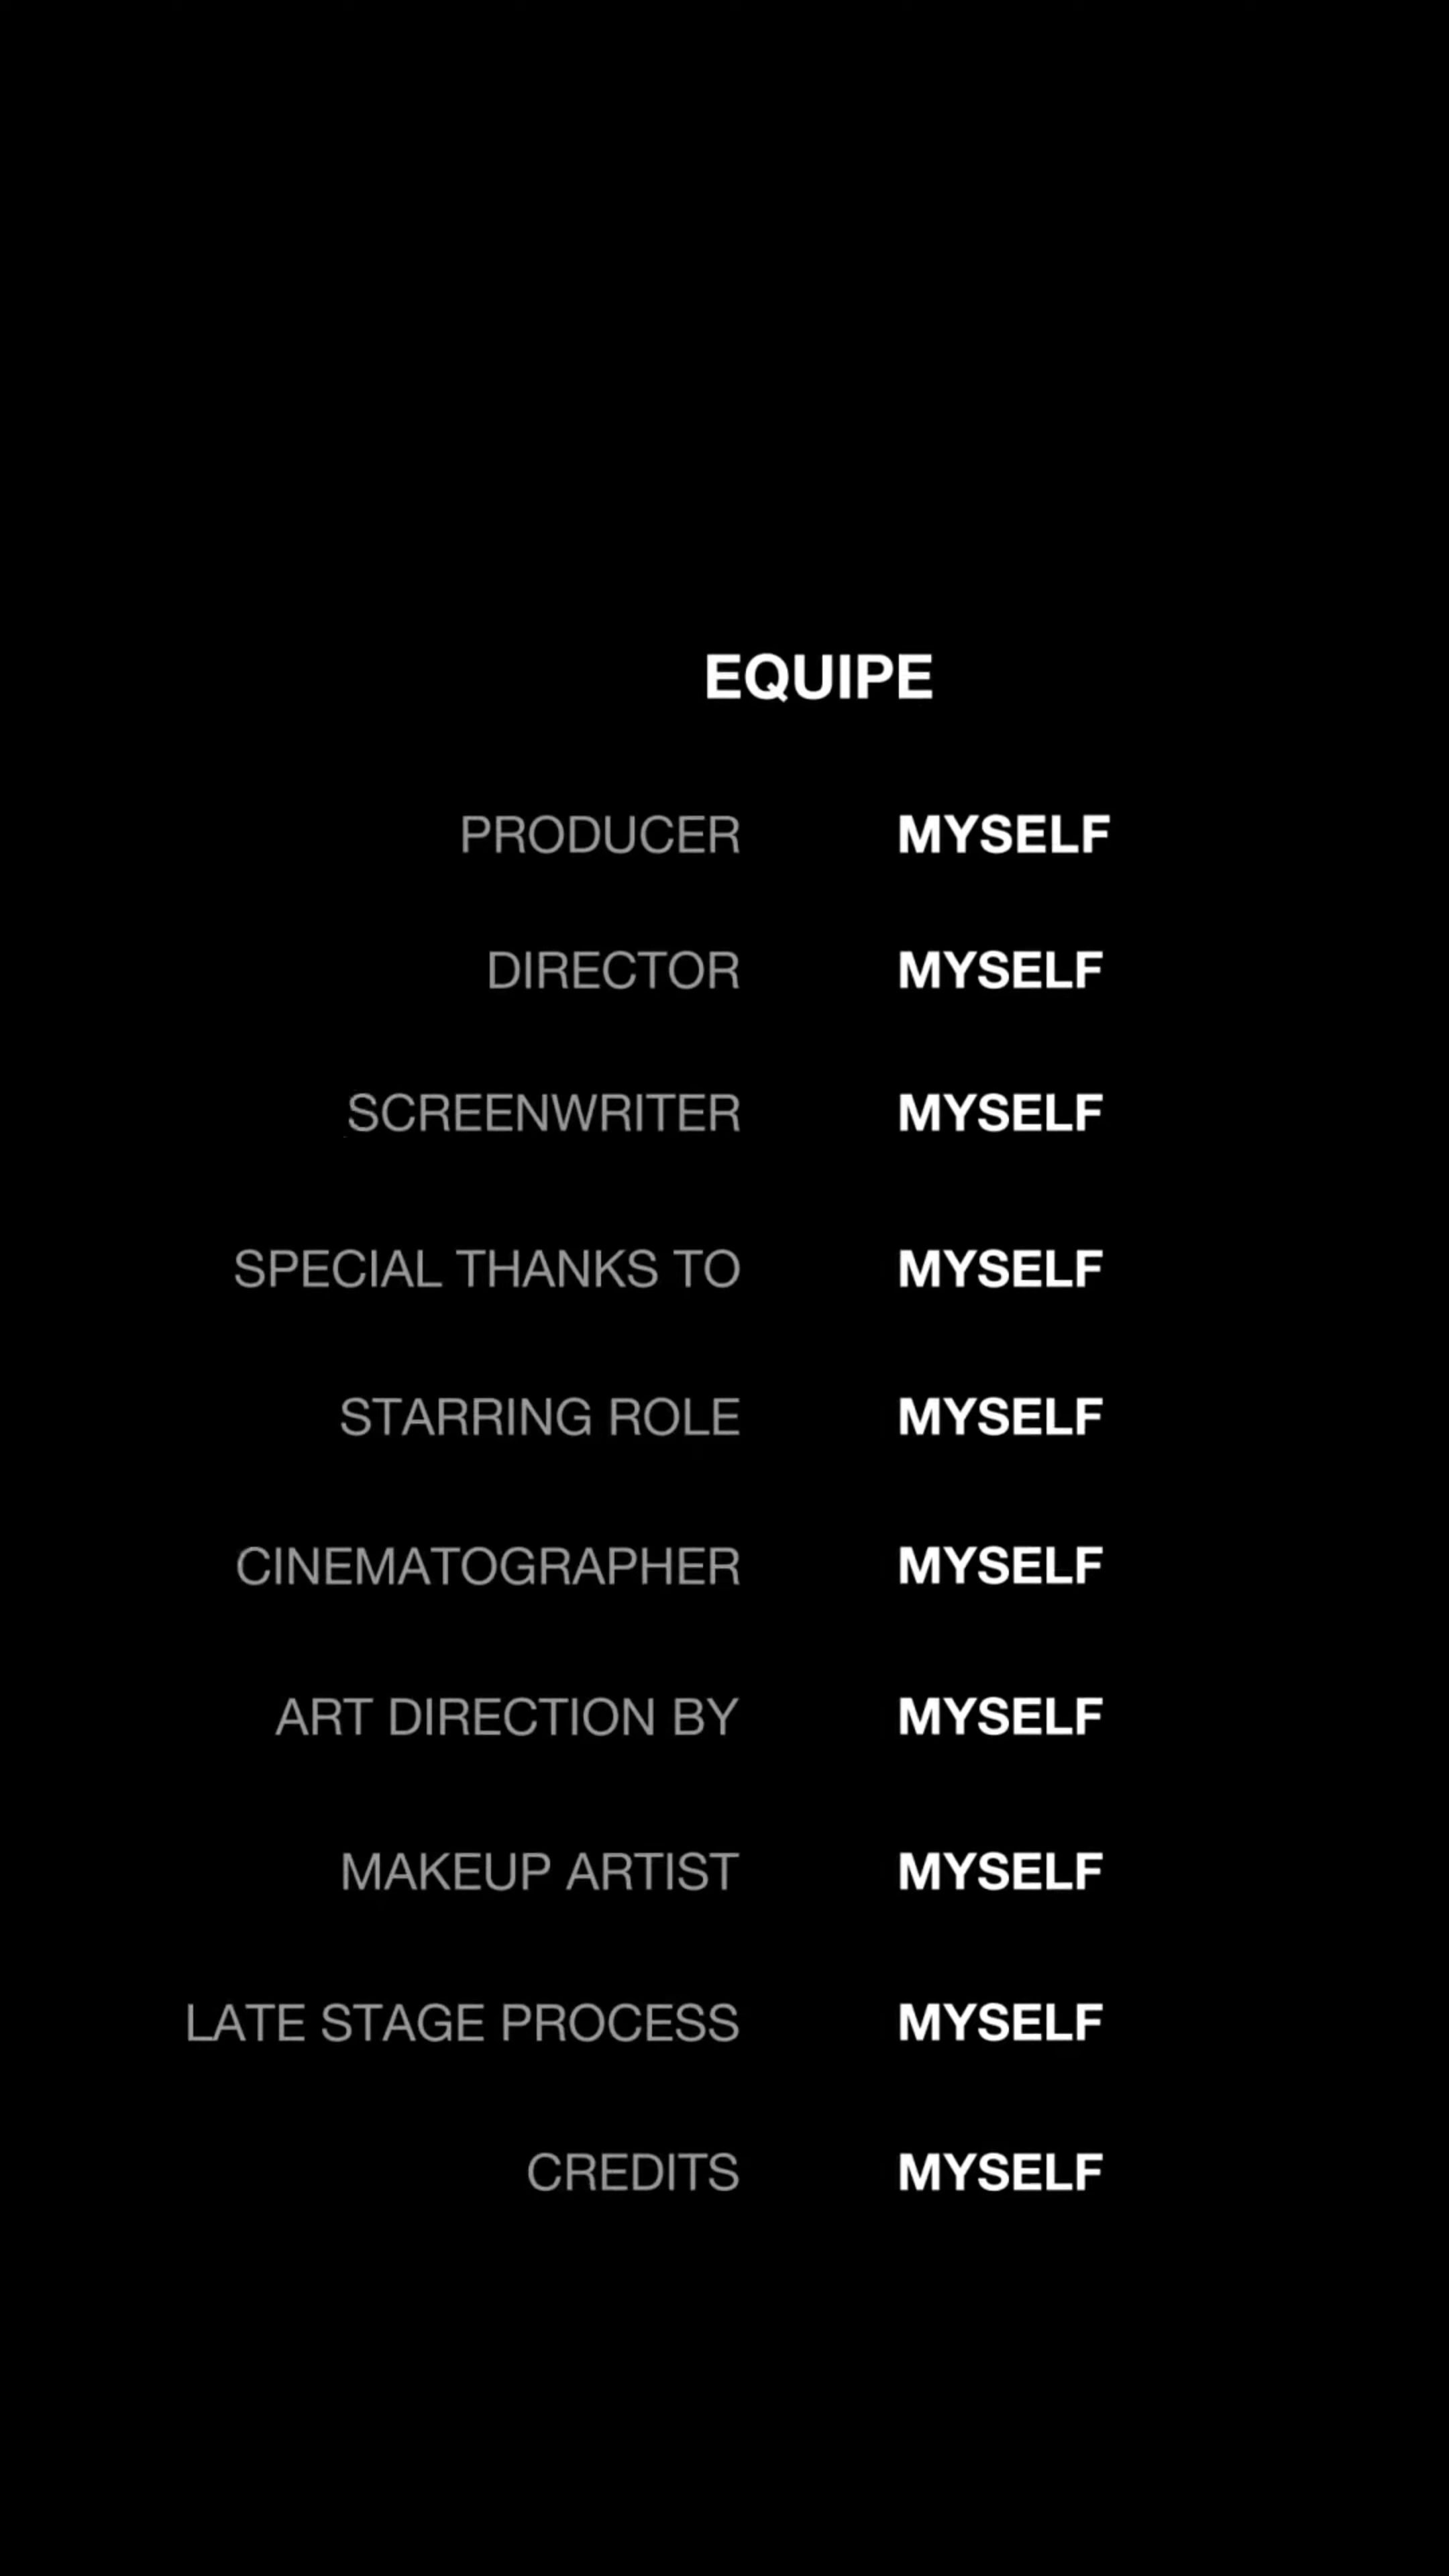 EQUIPE
PRODUCER MYSELF
DIRECTOR MYSELF
SCREENWRITER MYSELF
SPECIAL THANKS TO MYSELF
STARRING ROLE MYSELF
CINEMATOGRAPHER MYSELF
ART DIRECTION BY MYSELF
MAKEUP ARTIST MYSELF
LATE STAGE PROCESS MYSELF
CREDITS MYSELF